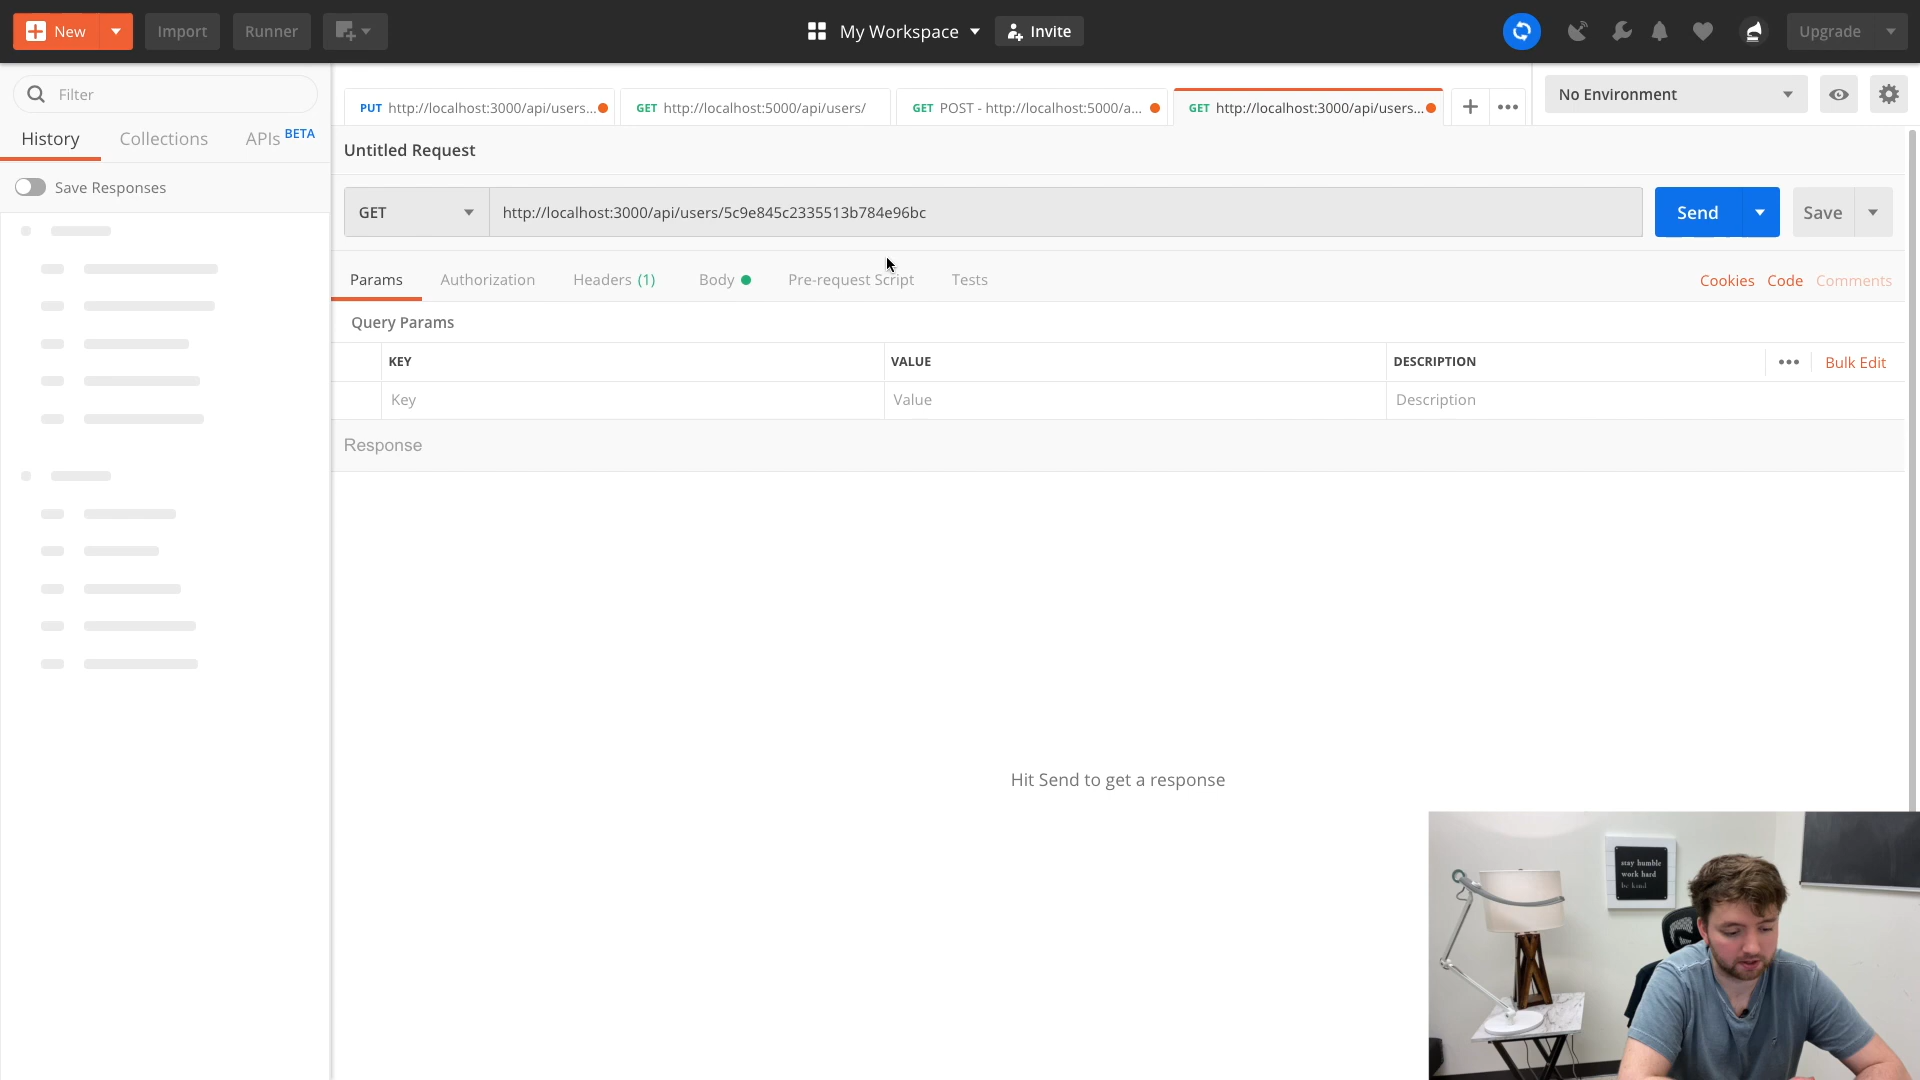 New
Import
Runner
My Workspace
Invite
Upgrade
Filter
History
Collections
APIs BETA
Save Responses
PUT http://localhost:3000/api/users...
GET http://localhost:5000/api/users/
GET POST - http://localhost:5000/a...
GET http://localhost:3000/api/users...
No Environment
Untitled Request
GET
http://localhost:3000/api/users/5c9e845c2335513b784e96bc
Send
Save
Params
Authorization
Headers (1)
Body
Pre-request Script
Tests
Cookies
Code
Comments
Query Params
KEY
VALUE
DESCRIPTION
Bulk Edit
Key
Value
Description
Response
Hit Send to get a response
stay humble
work hard
be kind